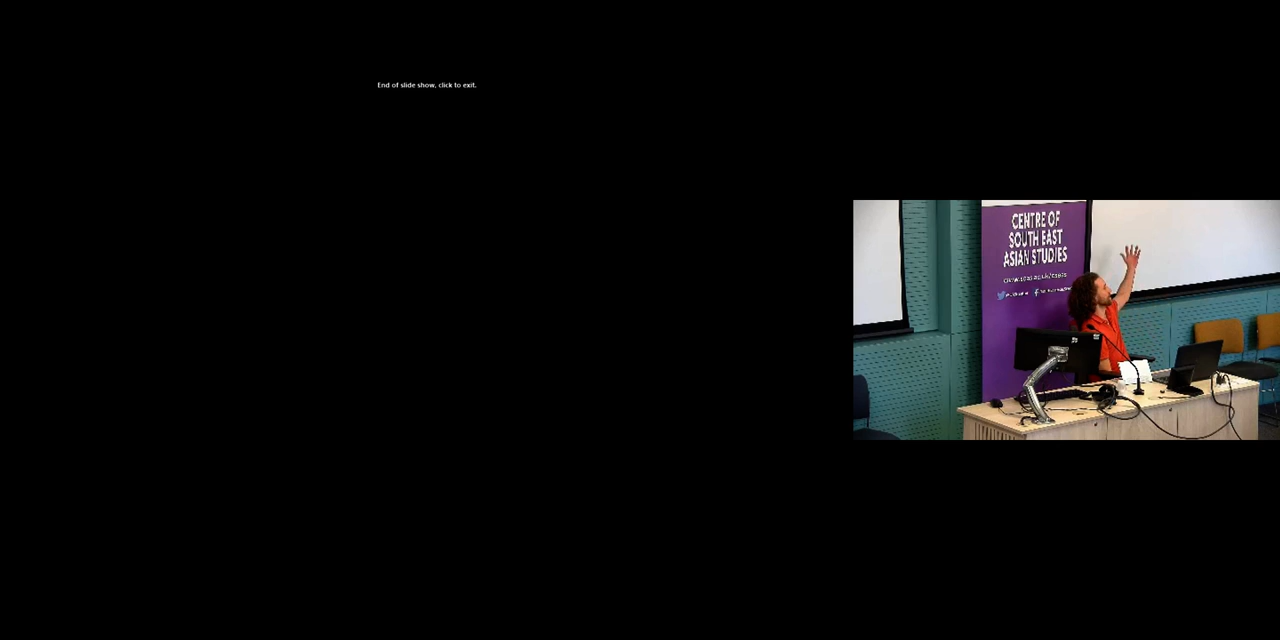 End of slide show, click to exit.
CENTRE OF
SOUTH EAST
ASIAN STUDIES